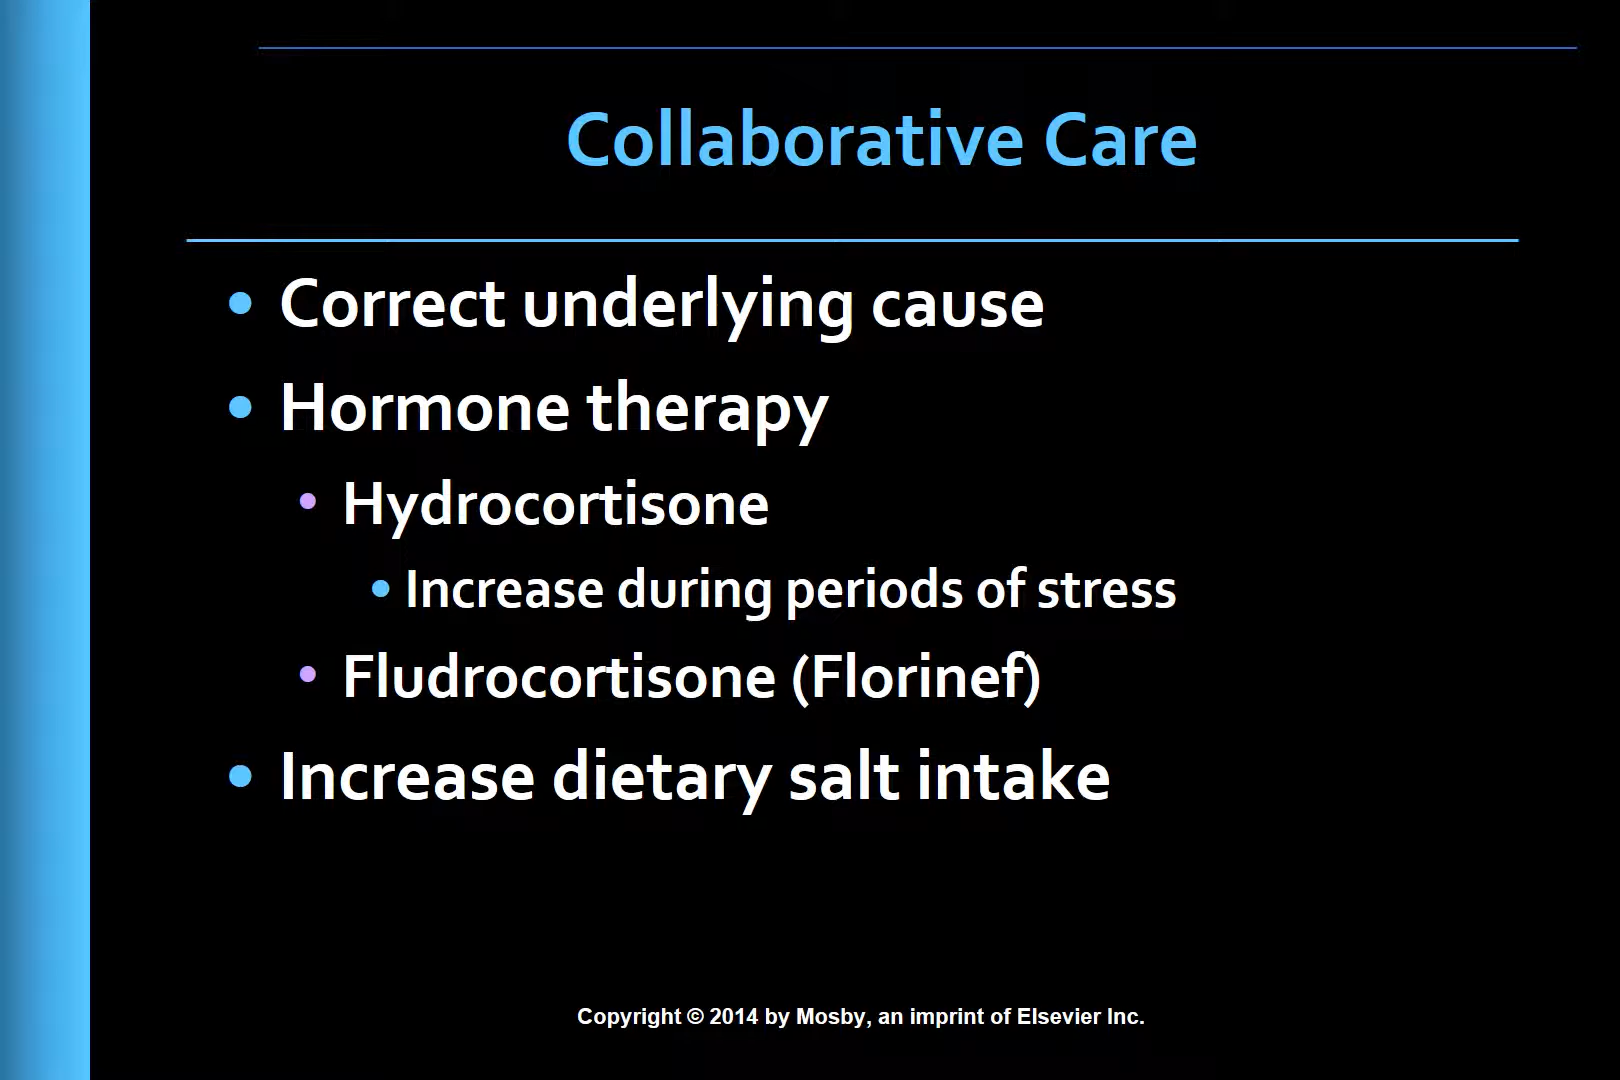 Collaborative Care
• Correct underlying cause
• Hormone therapy
• Hydrocortisone
• Increase during periods of stress
• Fludrocortisone (Florinef)
• Increase dietary salt intake
Copyright © 2014 by Mosby, an imprint of Elsevier Inc.